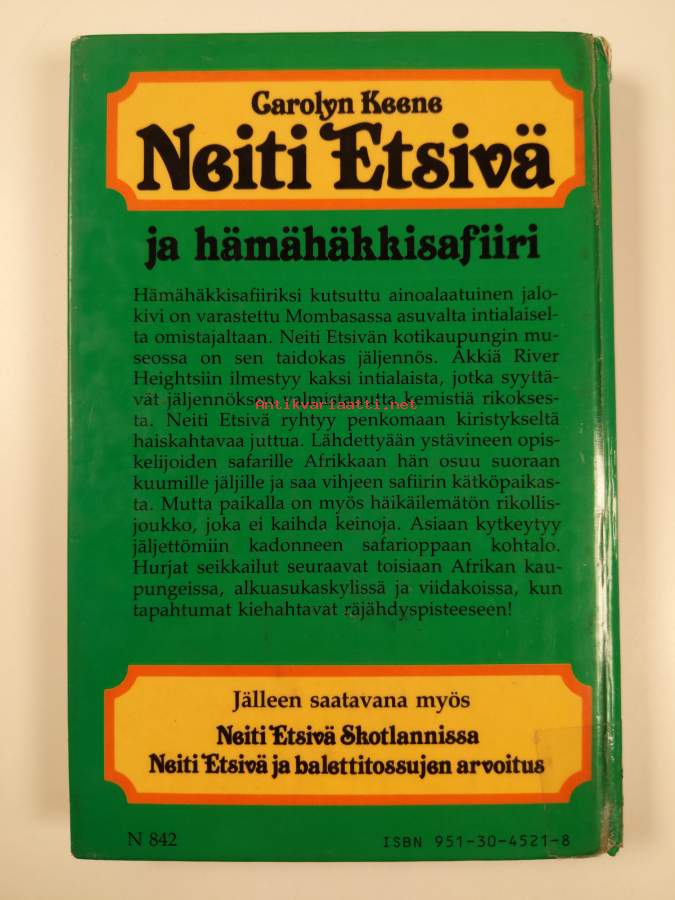 Carolyn Keene
Neiti Etsivä
ja hämähäkkisafiiri
Hämähäkkisafiiriksi kutsuttu ainoalaatuinen jalo-
kivi on varastettu Mombasassa asuvalta intialaisel-
ta omistajaltaan. Neiti Etsivän kotikaupungin mu-
seossa on sen taidokas jäljennös. Äkkiä River
Heightsiin ilmestyy kaksi intialaista, jotka syyttä-
vät jäljennöksen valmistanutta kemistiä rikokses-
Antikvariaatti.net
ta. Neiti Etsivä ryhtyy penkomaan kiristykseltä
haiskahtavaa juttua. Lähdettyään ystävineen opis-
kelijoiden safarille Afrikkaan hän osuu suoraan
kuumille jäljille ja saa vihjeen safiirin kätköpaikas-
ta. Mutta paikalla on myös häikäilemätön rikollis-
joukko, joka ei kaihda keinoja. Asiaan kytkeytyy
jäljettömiin kadonneen safarioppaan kohtalo.
Hurjat seikkailut seuraavat toisiaan Afrikan kau-
pungeissa, alkuasukaskylissä ja viidakoissa, kun
tapahtumat kiehahtavat räjähdyspisteeseen!
Jälleen saatavana myös
Neiti Etsivä Skotlannissa
Neiti Etsivä ja balettitossujen arvoitus
N 842
ISBN 951-30-4521-8